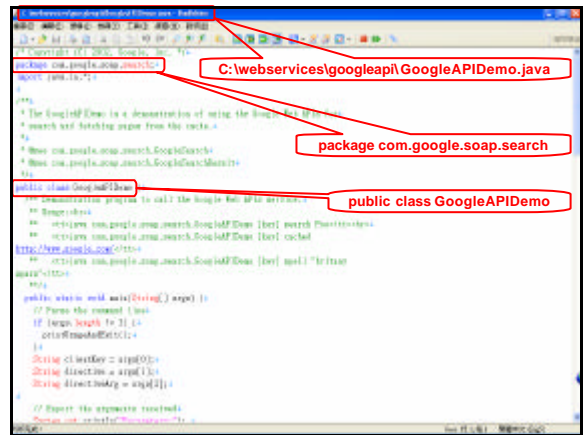 C:\webservices\googleapi\GoogleAPIDemo.java
/* Copyright (C) 2002, Google, Inc. */
package com.google.soap.search;
C:\webservices\googleapi\GoogleAPIDemo.java
import java.io.*;
/**
* The GoogleAPIDemo is a demonstration of using the Google Web APIs
* search and fetching pages from the cache.
package com.google.soap.search
* @see com.google.soap.search.GoogleSearch
* @see com.google.soap.search.GoogleSearchResult
*/
public class GoogleAPIDemo
public class GoogleAPIDemo
** Demonstration program to call the Google Web APIs service.
** Usage:<br>
** <tt>java com.google.soap.search.GoogleAPIDemo [key] search Foo</tt><br>
** <tt>java com.google.soap.search.GoogleAPIDemo [key] cached
http://www.google.com/</tt>
** <tt>java com.google.soap.search.GoogleAPIDemo [key] spell "britney
**/
public static void main(String[] args) {
// Parse the command line
if (args.length != 3) {
printUsageAndExit();
}
String clientKey = args[0];
String directive = args[1];
String directiveArg = args[2];
// Report the arguments received